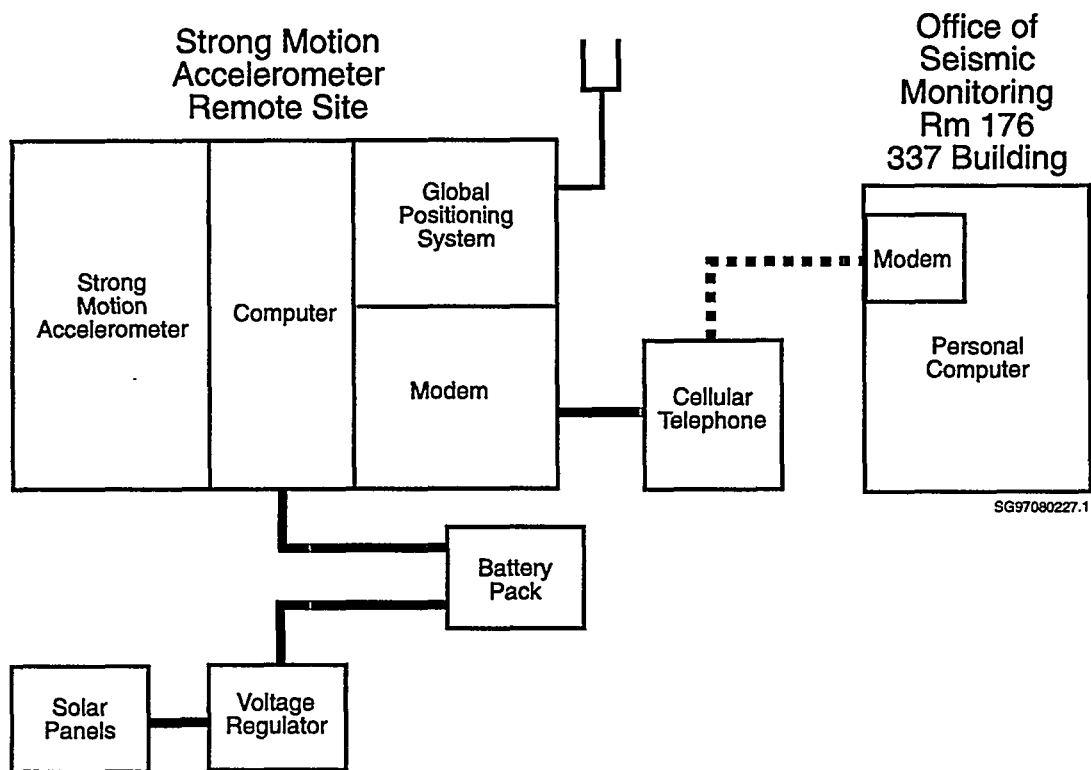 Strong Motion
Accelerometer
Remote Site
Office of
Seismic
Monitoring
Rm 176
337 Building
Strong
Motion
Accelerometer
Computer
Global
Positioning
System
Modem
Cellular
Telephone
Modem
Personal
Computer
SG97080227.1
Battery
Pack
Solar
Panels
Voltage
Regulator